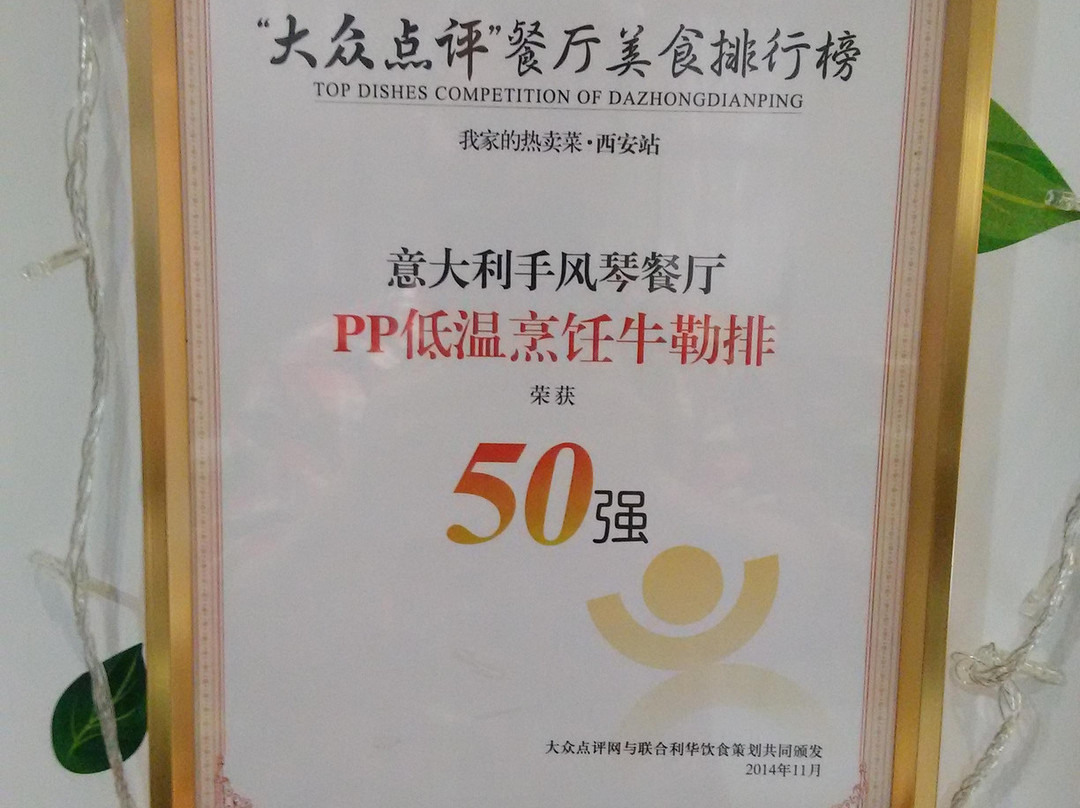 “大众点评”餐厅美食排行榜
TOP DISHES COMPETITION OF DAZHONGDIANPING
我家的热卖菜·西安站
意大利手风琴餐厅
PP低温烹饪牛勒排
荣获
50强
大众点评网与联合利华饮食策划共同颁发
2014年11月